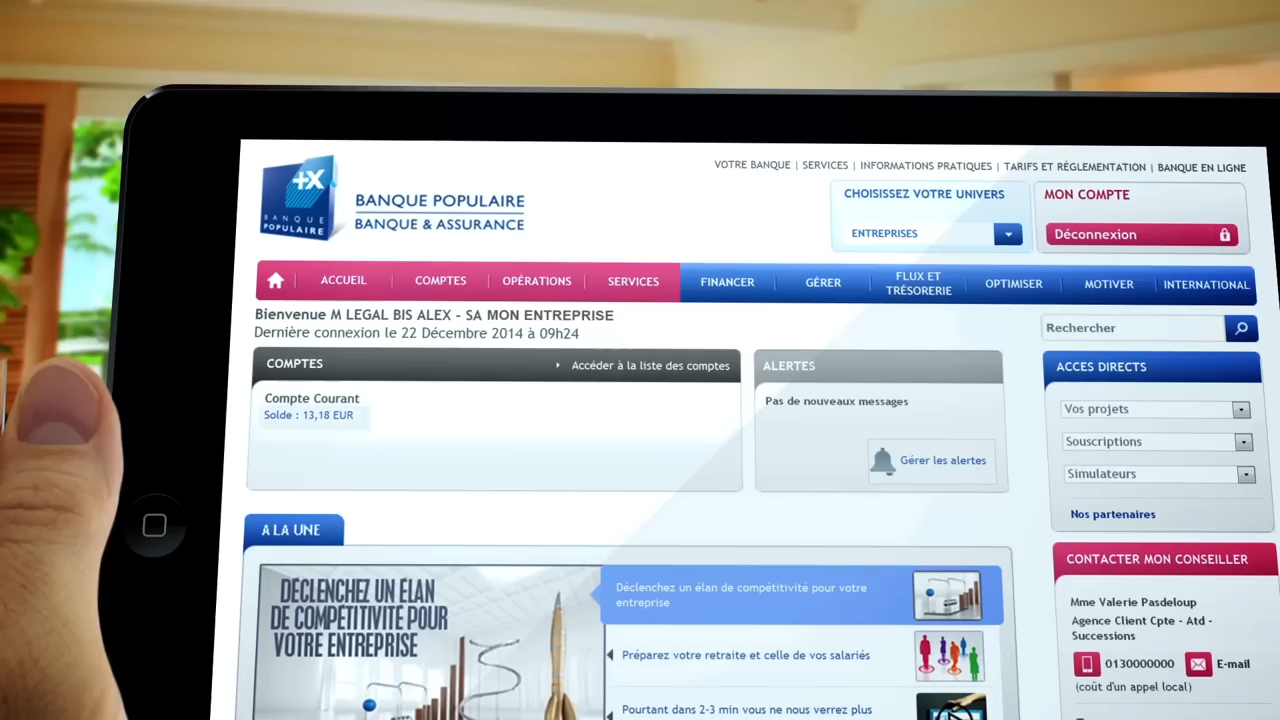 VOTRE BANQUE | SERVICES | INFORMATIONS PRATIQUES | TARIFS ET RÉGLEMENTATION | BANQUE EN LIGNE
+X
BANQUE
POPULAIRE
BANQUE POPULAIRE
BANQUE & ASSURANCE
CHOISISSEZ VOTRE UNIVERS
ENTREPRISES
MON COMPTE
Déconnexion
ACCUEIL
COMPTES
OPÉRATIONS
SERVICES
FINANCER
GÉRER
FLUX ET
TRÉSORERIE
OPTIMISER
MOTIVER
INTERNATIONAL
Bienvenue M LEGAL BIS ALEX - SA MON ENTREPRISE
Dernière connexion le 22 Décembre 2014 à 09h24
Rechercher
COMPTES
Accéder à la liste des comptes
Compte Courant
Solde : 13,18 EUR
ALERTES
Pas de nouveaux messages
Gérer les alertes
ACCES DIRECTS
Vos projets
Souscriptions
Simulateurs
Nos partenaires
A LA UNE
DÉCLENCHEZ UN ÉLAN
DE COMPÉTITIVITÉ POUR
VOTRE ENTREPRISE
Déclenchez un élan de compétitivité pour votre
entreprise
Préparez votre retraite et celle de vos salariés
Pourtant dans 2-3 min vous ne nous verrez plus
CONTACTER MON CONSEILLER
Mme Valerie Pasdeloup
Agence Client Cpte - Atd -
Successions
0130000000
E-mail
(coût d'un appel local)